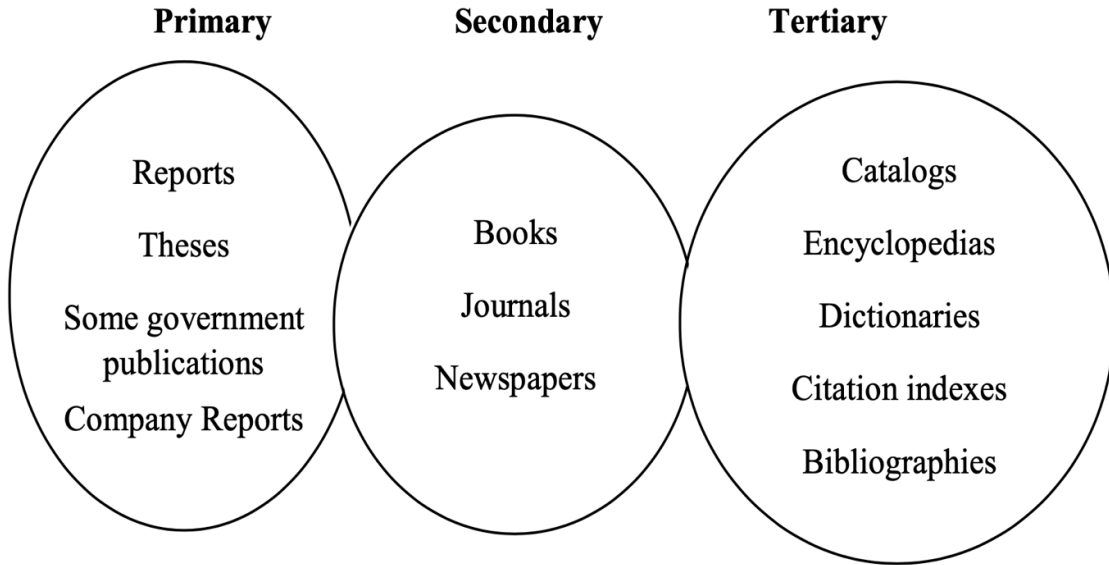 Primary
Secondary
Tertiary
Reports
Theses
Some government
publications
Company Reports
Books
Journals
Newspapers
Catalogs
Encyclopedias
Dictionaries
Citation indexes
Bibliographies